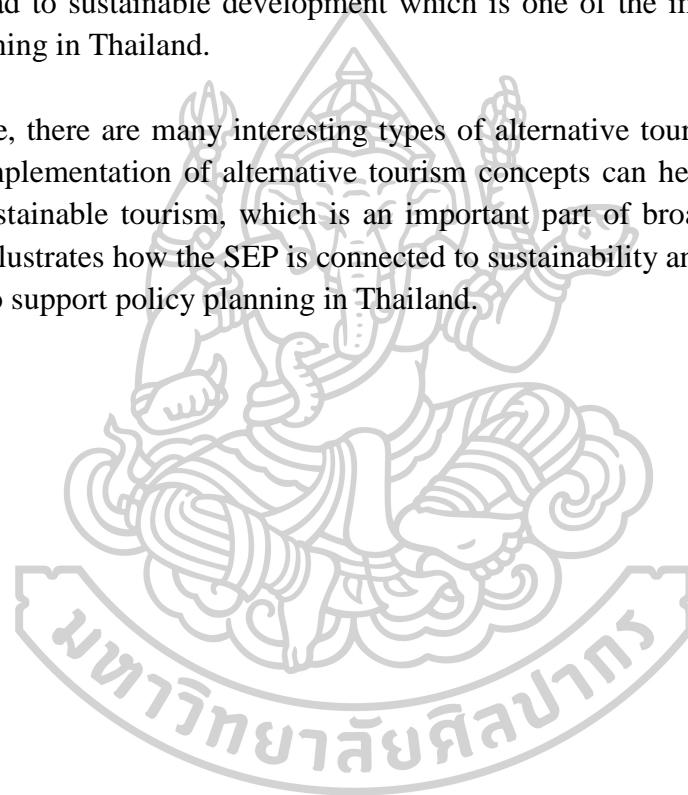 ad to sustainable development which is one of the in
ning in Thailand.
e, there are many interesting types of alternative tour
nplementation of alternative tourism concepts can he
stainable tourism, which is an important part of broa
llustrates how the SEP is connected to sustainability an
o support policy planning in Thailand.
มหาวิทยาลัยศิลปากร